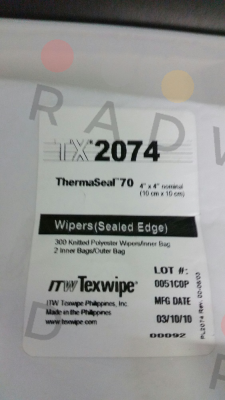 TX® 2074
ThermaSeal™70 4" x 4" nominal
(10 cm x 10 cm)
Wipers(Sealed Edge)
300 Knitted Polyester Wipers/Inner Bag
2 Inner Bags/Outer Bag
ITW Texwipe®
ITW Texwipe Philippines, Inc.
Made in the Philippines
www.texwipe.com
LOT #:
0051C0P
MFG DATE
03/10/10
00092
RADW